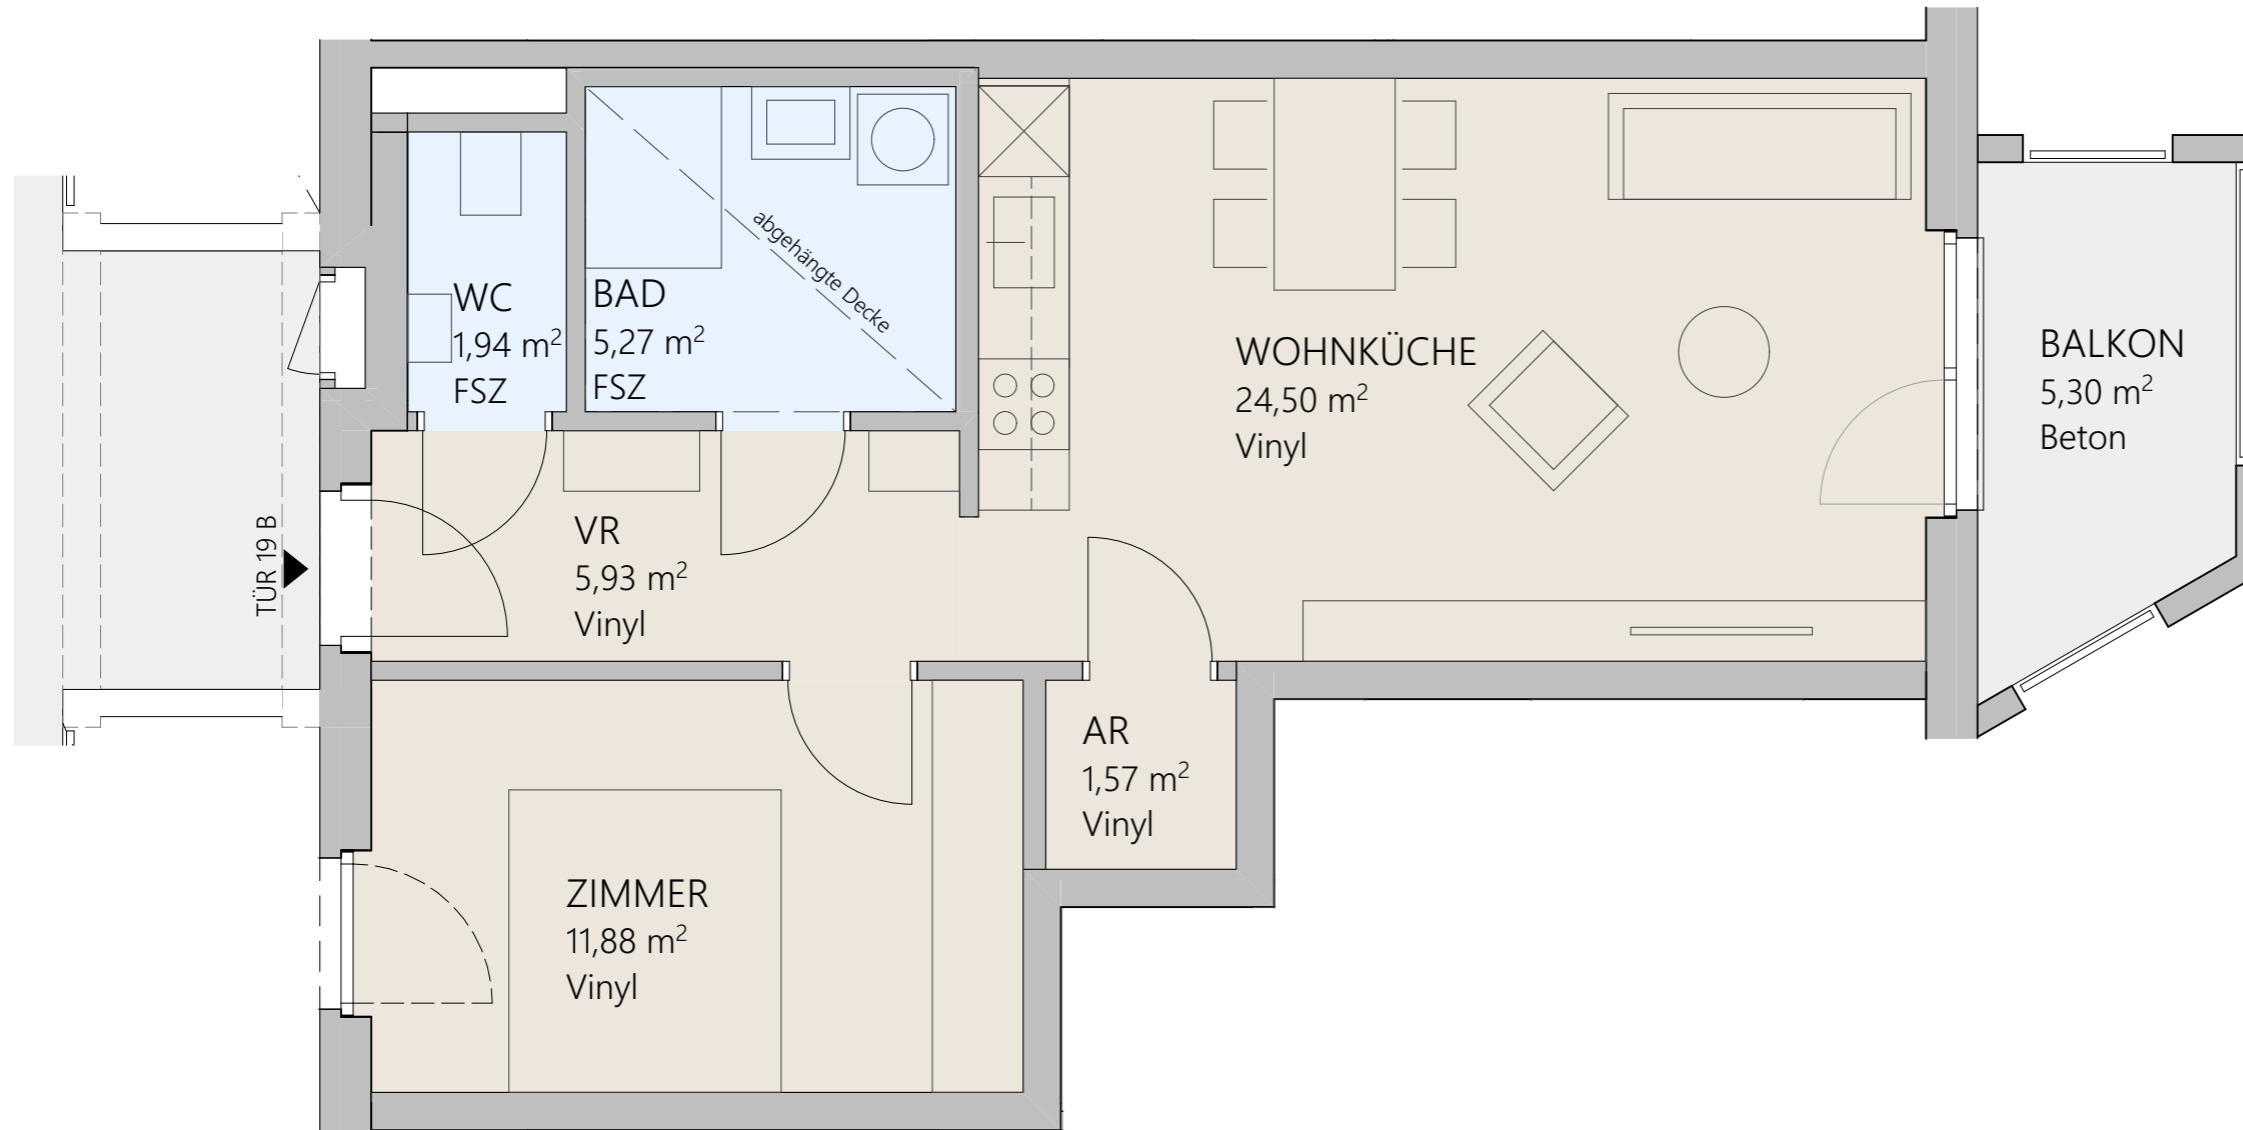 WC
1,94 m²
FSZ
BAD
5,27 m²
FSZ
abgehängte Decke
WOHNKÜCHE
24,50 m²
Vinyl
BALKON
5,30 m²
Beton
TÜR 19 B
VR
5,93 m²
Vinyl
AR
1,57 m²
Vinyl
ZIMMER
11,88 m²
Vinyl